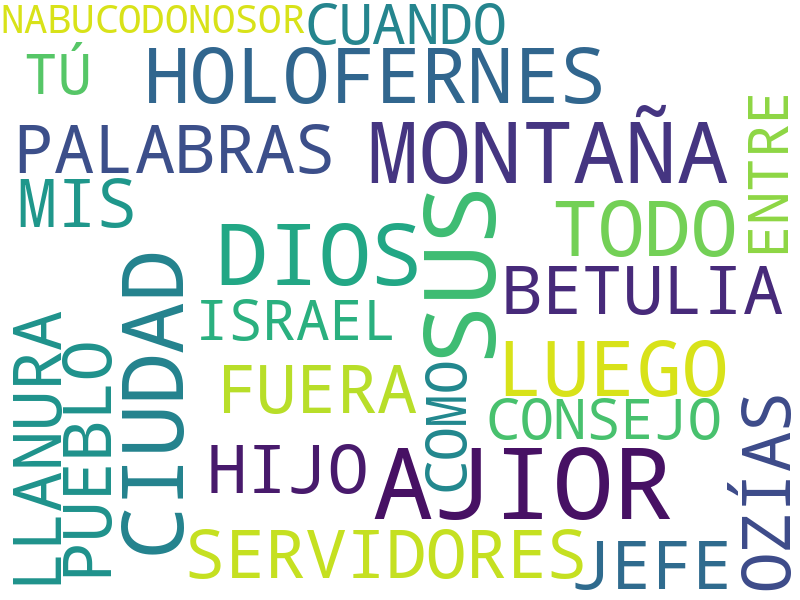 NABUCODONOSOR
CUANDO
TÚ
HOLOFERNES
PALABRAS
MONTAÑA
ENTRE
MIS
DIOS
SUS
TODO
CIUDAD
BETULIA
ISRAEL
LLANURA
PUEBLO
FUERA
COMO
LUEGO
CONSEJO
OZÍAS
HIJO
AJIOR
SERVIDORES
JEFE